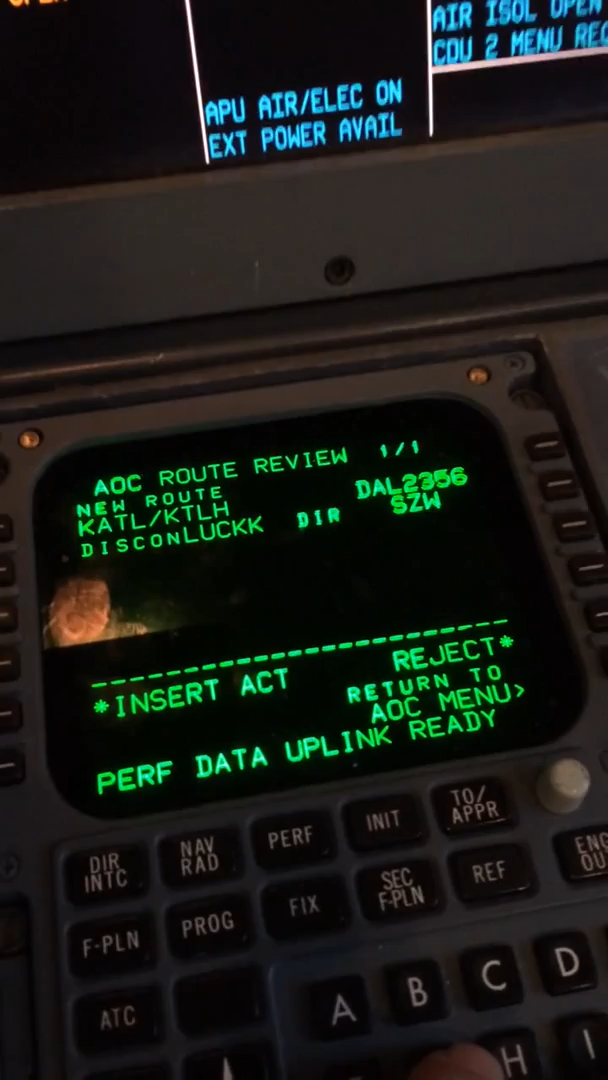 AIR ISOL OPEN
CDU 2 MENU REQ
APU AIR/ELEC ON
EXT POWER AVAIL
AOC ROUTE REVIEW 1/1
NEW ROUTE DAL2356
KATL/KTLH SZW
DISCONLUCKK DIR
REJECT*
*INSERT ACT RETURN TO
AOC MENU>
PERF DATA UPLINK READY
DIR INTC
NAV RAD
PERF
INIT
TO/ APPR
F-PLN
PROG
FIX
SEC F-PLN
REF
ENG
ATC
A B C D
H I